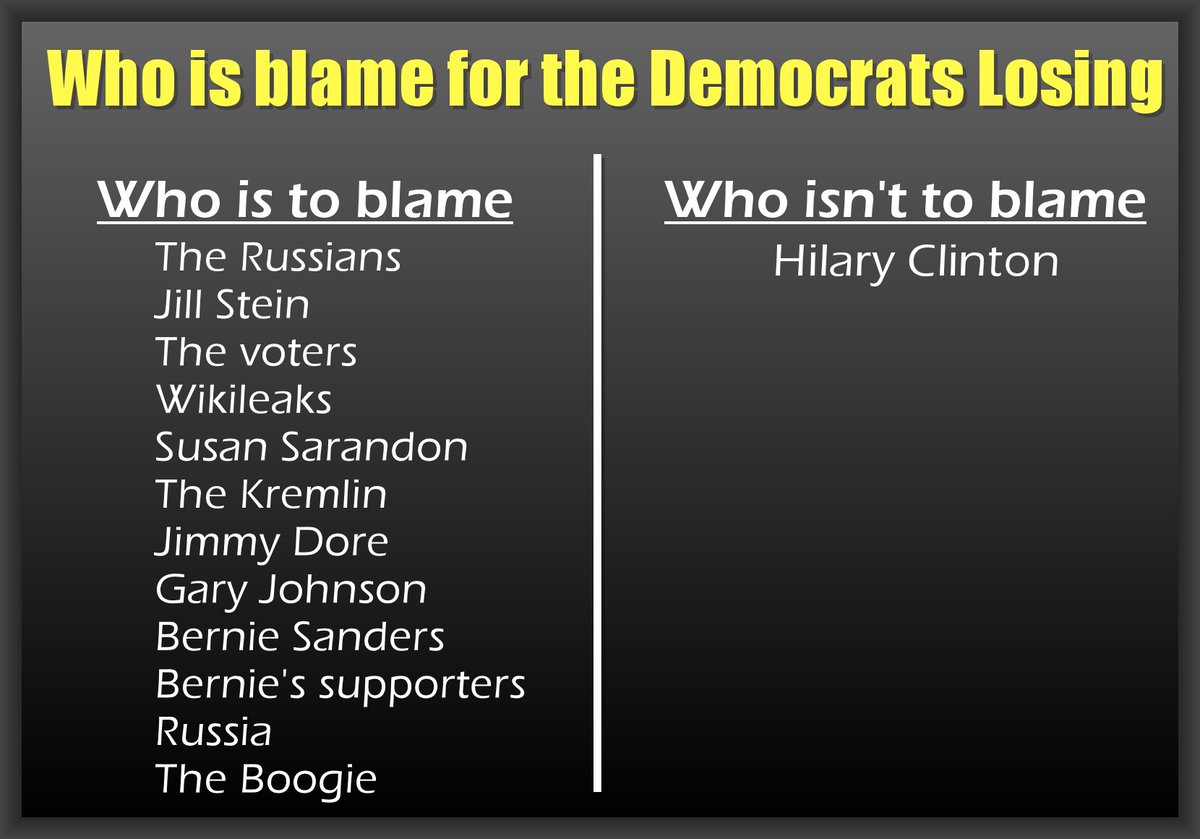 Who is blame for the Democrats Losing
Who is to blame
The Russians
Jill Stein
The voters
Wikileaks
Susan Sarandon
The Kremlin
Jimmy Dore
Gary Johnson
Bernie Sanders
Bernie's supporters
Russia
The Boogie
Who isn't to blame
Hilary Clinton